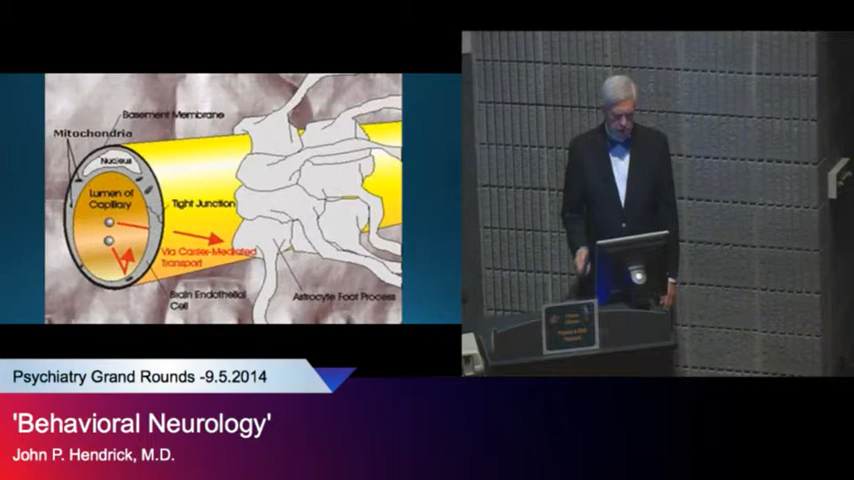 Basement Membrane
Mitochondria
Nucleus
Lumen of
Capillary
Tight Junction
Via Carrier-Mediated
Transport
Brain Endothelial
Cell
Astrocyte Foot Process
Psychiatry Grand Rounds -9.5.2014
'Behavioral Neurology'
John P. Hendrick, M.D.